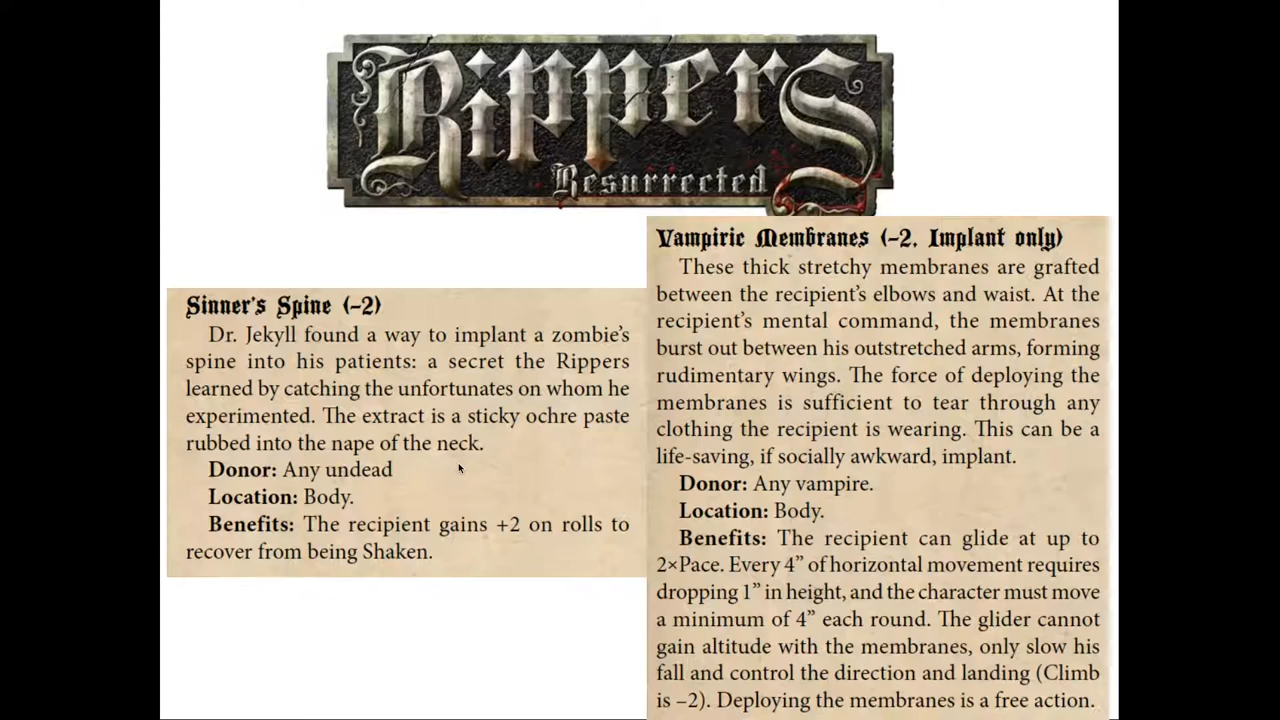 Rippers
Resurrected
Sinner's Spine (–2)
Dr. Jekyll found a way to implant a zombie's
spine into his patients: a secret the Rippers
learned by catching the unfortunates on whom he
experimented. The extract is a sticky ochre paste
rubbed into the nape of the neck.
Donor: Any undead
Location: Body.
Benefits: The recipient gains +2 on rolls to
recover from being Shaken.
Vampiric Membranes (–2, Implant only)
These thick stretchy membranes are grafted
between the recipient's elbows and waist. At the
recipient's mental command, the membranes
burst out between his outstretched arms, forming
rudimentary wings. The force of deploying the
membranes is sufficient to tear through any
clothing the recipient is wearing. This can be a
life-saving, if socially awkward, implant.
Donor: Any vampire.
Location: Body.
Benefits: The recipient can glide at up to
2×Pace. Every 4” of horizontal movement requires
dropping 1” in height, and the character must move
a minimum of 4” each round. The glider cannot
gain altitude with the membranes, only slow his
fall and control the direction and landing (Climb
is –2). Deploying the membranes is a free action.